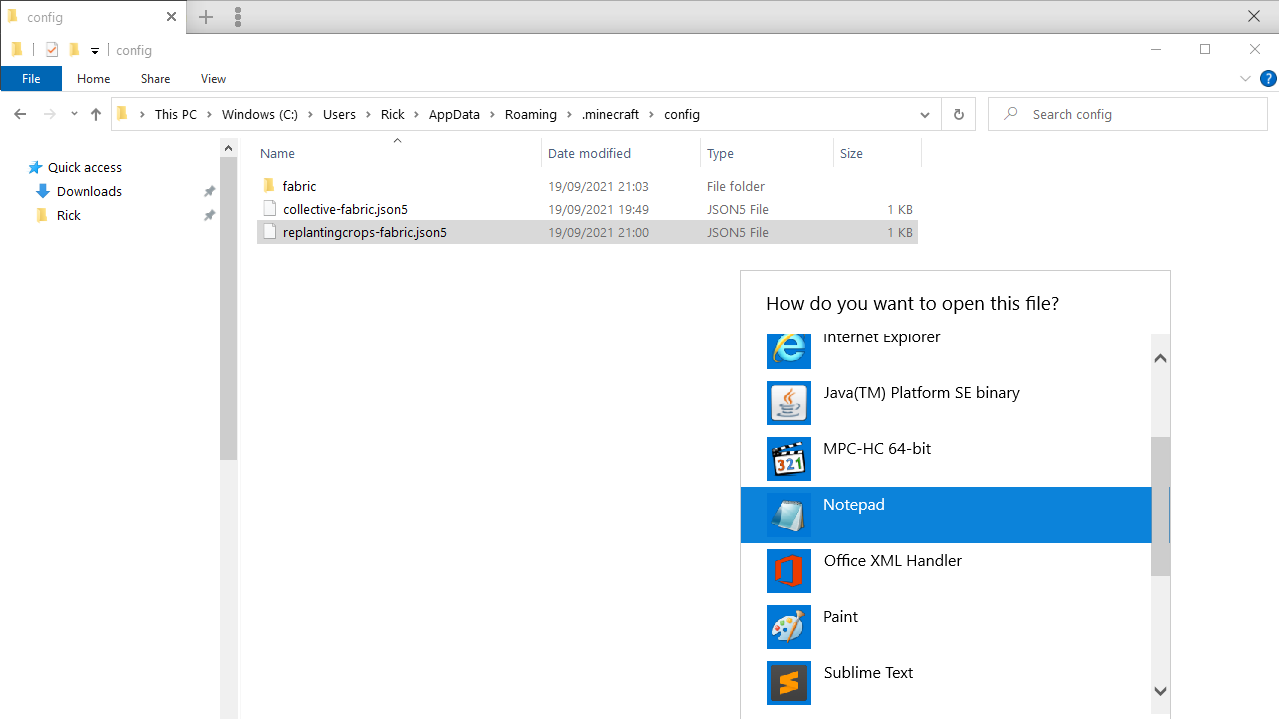 config
config
File Home Share View
?
This PC Windows (C:) Users Rick AppData Roaming .minecraft config
Search config
Quick access
Downloads
Rick
Name Date modified Type Size
fabric 19/09/2021 21:03 File folder
collective-fabric.json5 19/09/2021 19:49 JSON5 File 1 KB
replantingcrops-fabric.json5 19/09/2021 21:00 JSON5 File 1 KB
How do you want to open this file?
Internet Explorer
Java(TM) Platform SE binary
321
MPC-HC 64-bit
Notepad
Office XML Handler
Paint
Sublime Text